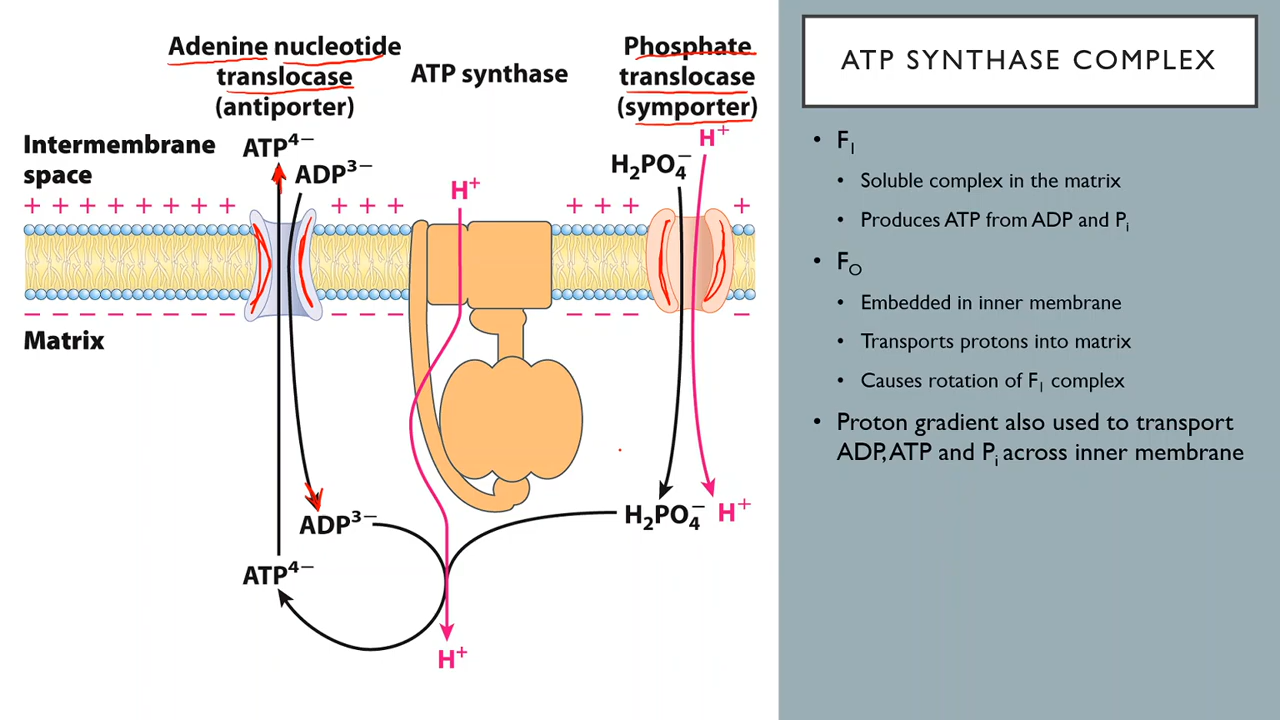 Adenine nucleotide
translocase
(antiporter)
ATP synthase
Phosphate
translocase
(symporter)
Intermembrane
space
ATP⁴⁻
ADP³⁻
H⁺
H₂PO₄⁻
H⁺
+ + + + + + + + +
+ + +
+ + +
+
− − − − − − − − −
− − − −
− − − −
−
Matrix
ADP³⁻
H₂PO₄⁻ H⁺
ATP⁴⁻
H⁺
ATP SYNTHASE COMPLEX
• F₁
• Soluble complex in the matrix
• Produces ATP from ADP and Pᵢ
• F_O
• Embedded in inner membrane
• Transports protons into matrix
• Causes rotation of F₁ complex
• Proton gradient also used to transport
ADP, ATP and Pᵢ across inner membrane